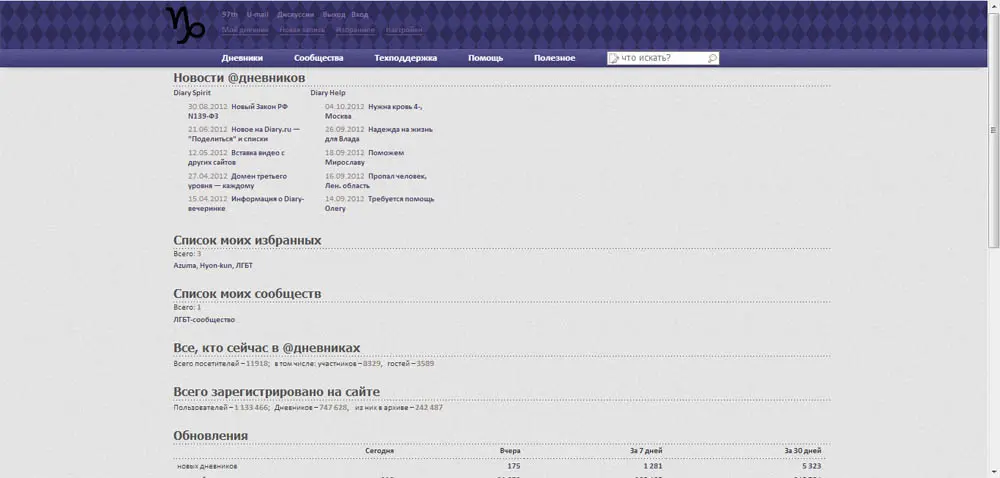 97th U-mail Дискуссии Выход Вход
Мой дневник Новая запись Избранное Настройки
Дневники Сообщества Техподдержка Помощь Полезное что искать?
Новости @дневников
Diary Spirit
30.08.2012 Новый Закон РФ
N139-ФЗ
21.06.2012 Новое на Diary.ru —
"Поделиться" и списки
12.05.2012 Вставка видео с
других сайтов
27.04.2012 Домен третьего
уровня — каждому
15.04.2012 Информация о Diary-
вечеринке
Diary Help
04.10.2012 Нужна кровь 4-,
Москва
26.09.2012 Надежда на жизнь
для Влада
18.09.2012 Поможем
Мирославу
16.09.2012 Пропал человек,
Лен. область
14.09.2012 Требуется помощь
Олегу
Список моих избранных
Всего: 3
Azuma, Hyon-kun, ЛГБТ
Список моих сообществ
Всего: 1
ЛГБТ-сообщество
Все, кто сейчас в @дневниках
Всего посетителей – 11918; в том числе: участников – 8329, гостей – 3589
Всего зарегистрировано на сайте
Пользователей – 1 133 466; Дневников – 747 628, из них в архиве – 242 487
Обновления
Сегодня Вчера За 7 дней За 30 дней
новых дневников 175 1 281 5 323